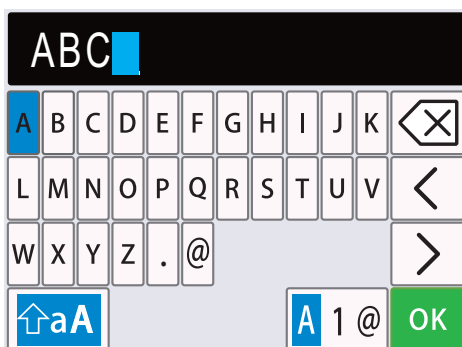 ABC
A B C D E F G H I J K
L M N O P Q R S T U V <
W X Y Z . @ >
aA A 1 @ OK